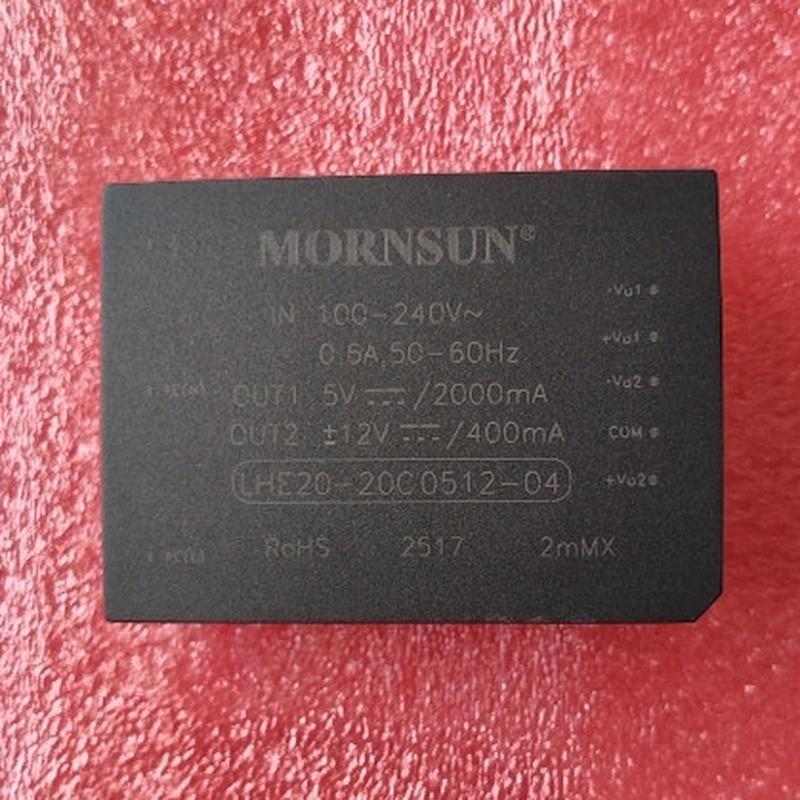 MORNSUN®
IN 100-240V~
0.6A,50-60Hz
OUT1 5V⎓/2000mA
OUT2 ±12V⎓/400mA
LHE20-20C0512-04
RoHS 2517 2mMX
-Vo1
+Vo1
-Vo2
COM
+Vo2